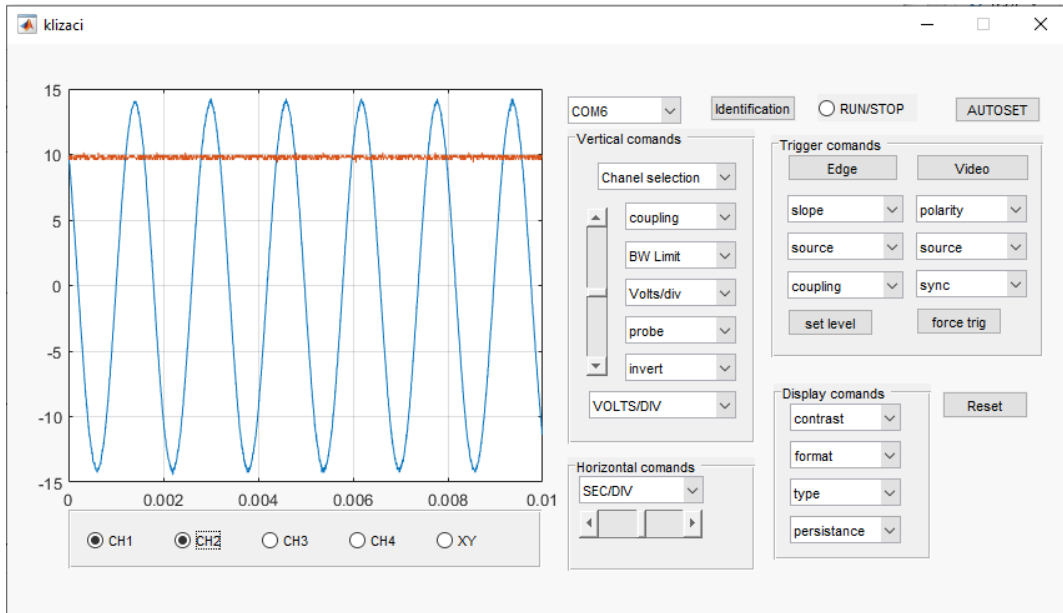 klizaci
15
10
5
0
-5
-10
-15
0
0.002
0.004
0.006
0.008
0.01
CH1
CH2
CH3
CH4
XY
COM6
Identification
RUN/STOP
AUTOSET
Vertical comands
Chanel selection
coupling
BW Limit
Volts/div
probe
invert
VOLTS/DIV
Horizontal comands
SEC/DIV
Trigger comands
Edge
Video
slope
polarity
source
source
coupling
sync
set level
force trig
Display comands
contrast
format
type
persistance
Reset